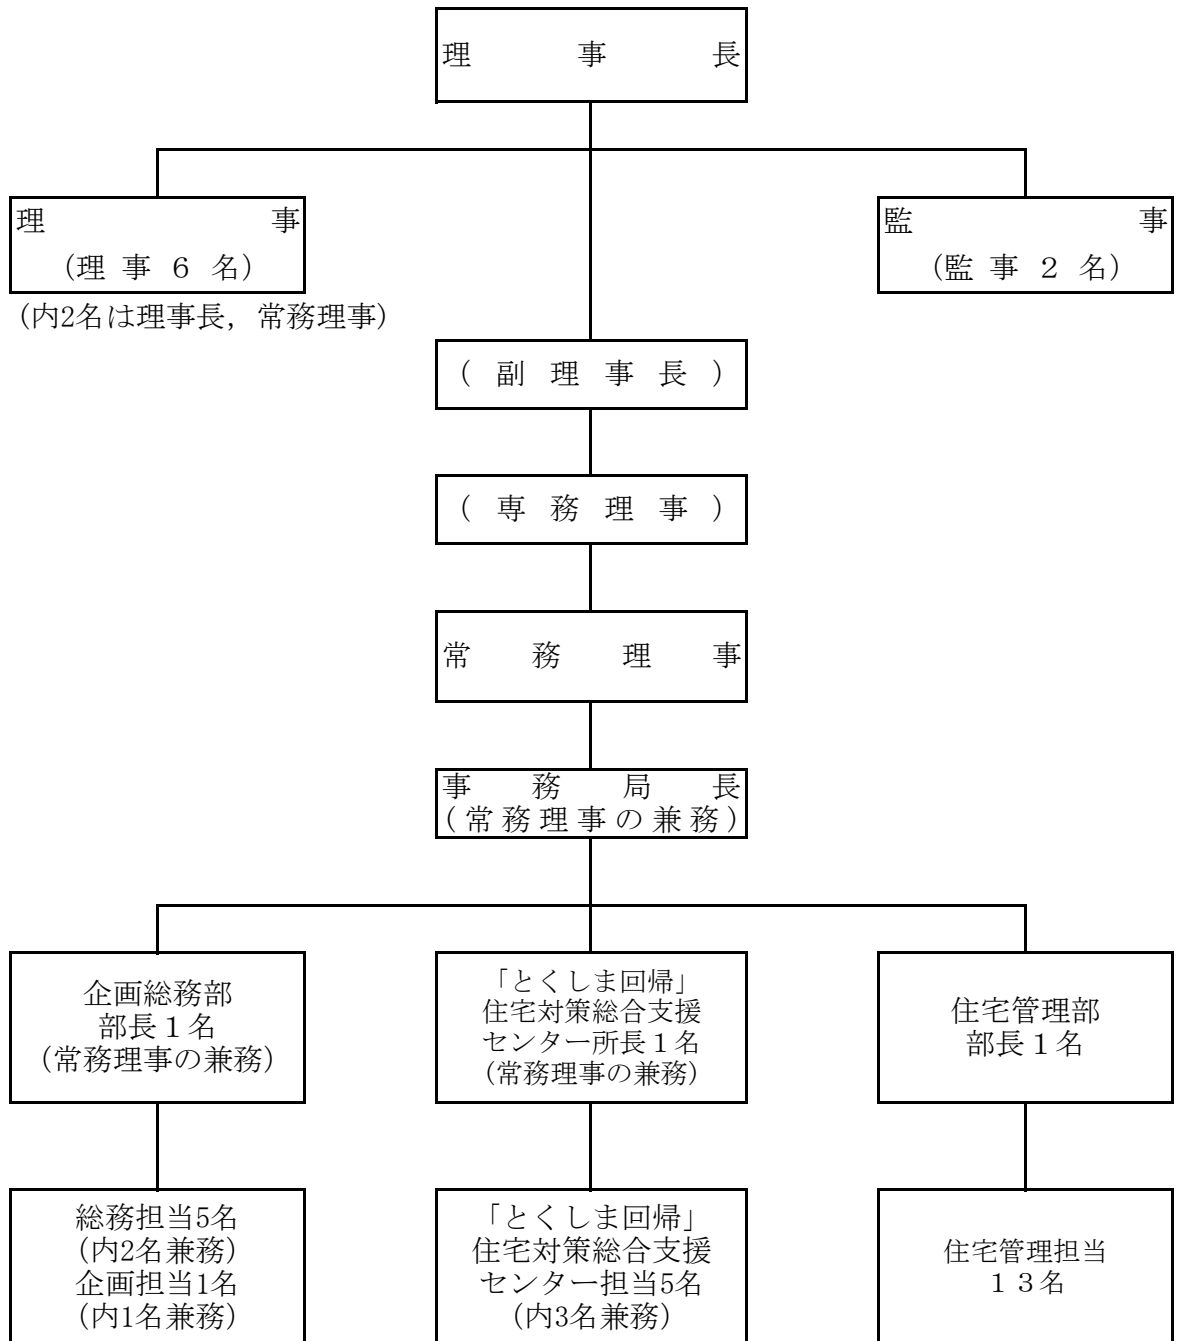 理事長
理事
(理事6名)
(内2名は理事長，常務理事)
監事
(監事2名)
(副理事長)
(専務理事)
常務理事
事務局長
(常務理事の兼務)
企画総務部
部長１名
(常務理事の兼務)
「とくしま回帰」
住宅対策総合支援
センター所長１名
(常務理事の兼務)
住宅管理部
部長１名
総務担当5名
(内2名兼務)
企画担当1名
(内1名兼務)
「とくしま回帰」
住宅対策総合支援
センター担当5名
(内3名兼務)
住宅管理担当
１３名